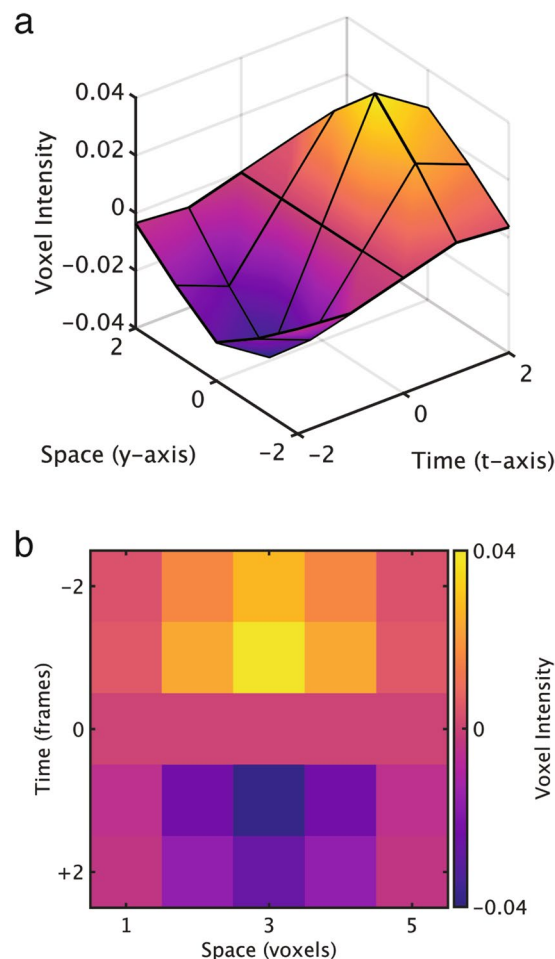 a
0.04
0.02
0
−0.02
−0.04
Voxel Intensity
2
0
-2
Space (y-axis)
-2
0
2
Time (t-axis)
b
-2
0
+2
Time (frames)
1
3
5
Space (voxels)
0.04
0
-0.04
Voxel Intensity